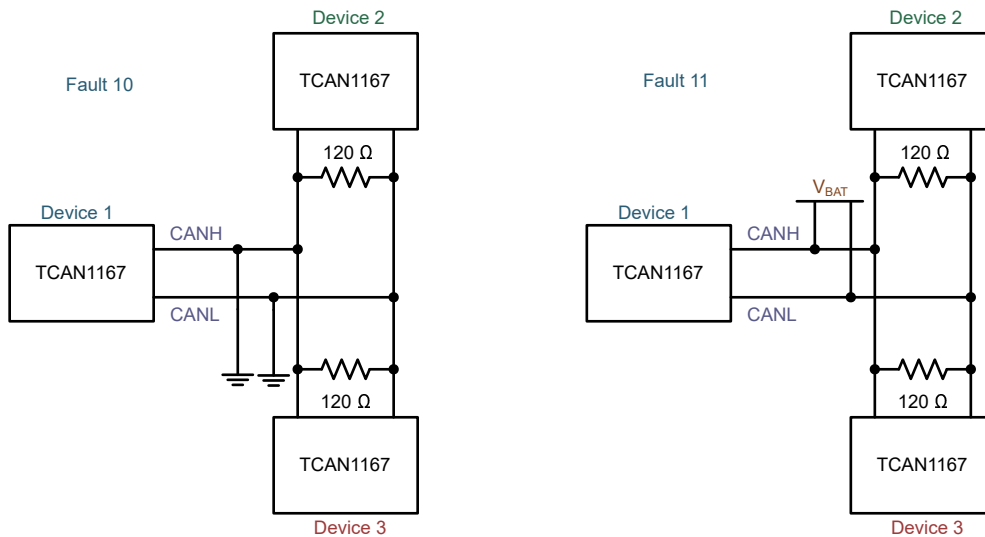 Device 2
TCAN1167
Fault 10
120 Ω
Device 1
TCAN1167
CANH
CANL
120 Ω
TCAN1167
Device 3
Device 2
TCAN1167
Fault 11
120 Ω
VBAT
Device 1
TCAN1167
CANH
CANL
120 Ω
TCAN1167
Device 3